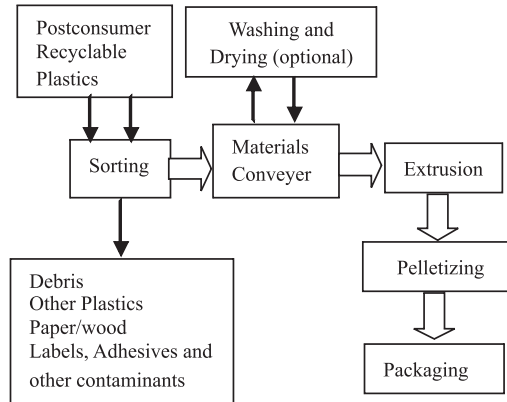 Postconsumer
Recyclable
Plastics
Washing and
Drying (optional)
Sorting
Materials
Conveyer
Extrusion
Pelletizing
Packaging
Debris
Other Plastics
Paper/wood
Labels, Adhesives and
other contaminants